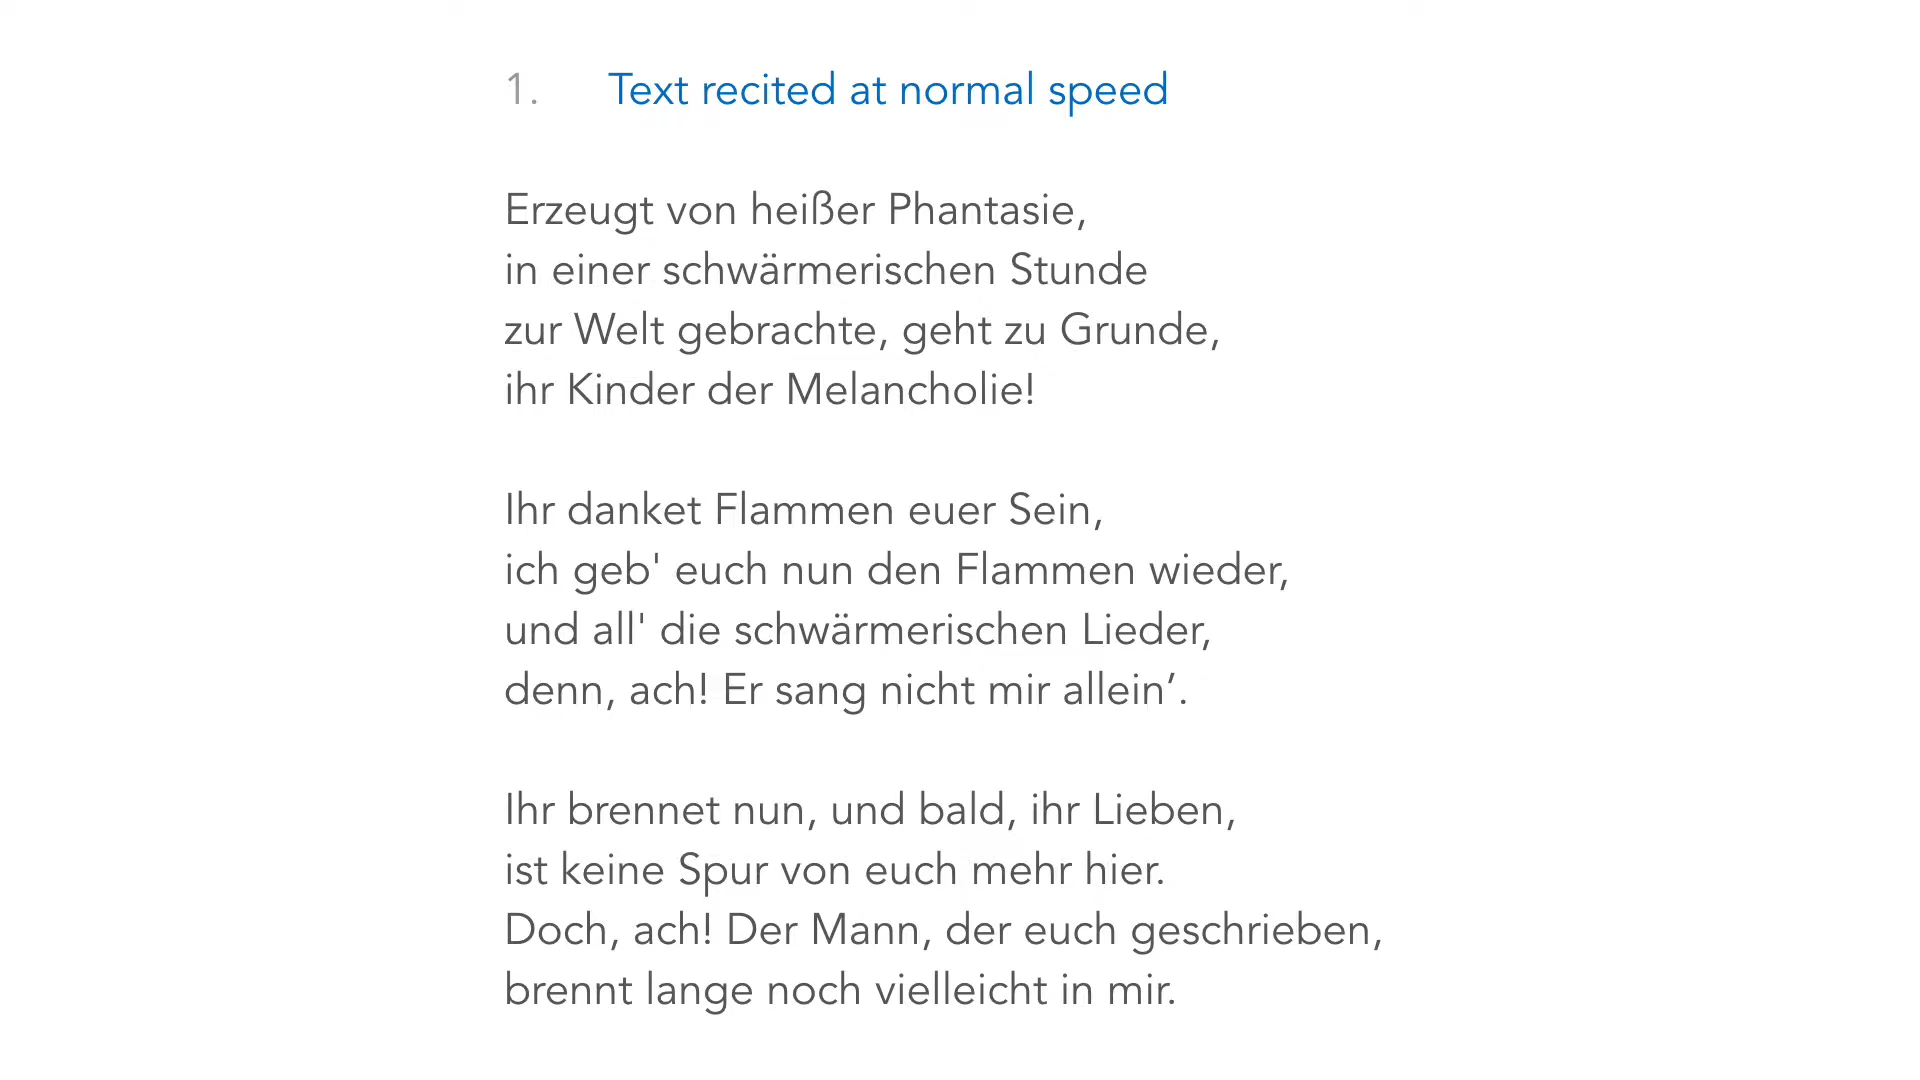 1. Text recited at normal speed
Erzeugt von heißer Phantasie,
in einer schwärmerischen Stunde
zur Welt gebrachte, geht zu Grunde,
ihr Kinder der Melancholie!
Ihr danket Flammen euer Sein,
ich geb' euch nun den Flammen wieder,
und all' die schwärmerischen Lieder,
denn, ach! Er sang nicht mir allein’.
Ihr brennet nun, und bald, ihr Lieben,
ist keine Spur von euch mehr hier.
Doch, ach! Der Mann, der euch geschrieben,
brennt lange noch vielleicht in mir.